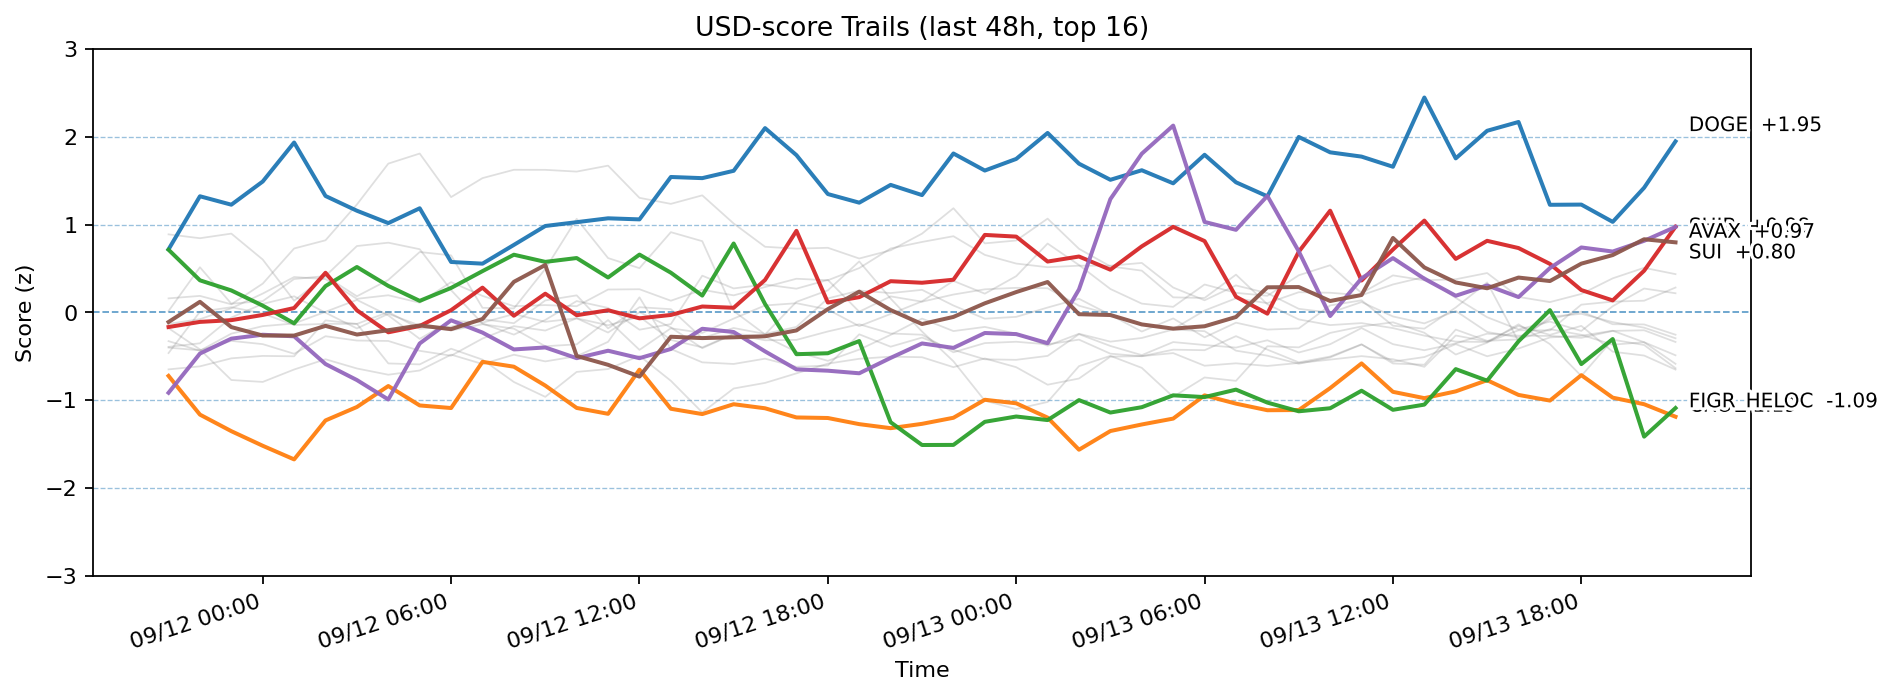 USD-score Trails (last 48h, top 16)
Score (z)
3
2
1
0
−1
−2
−3
DOGE +1.95
AVAX +0.97
SUI +0.80
FIGR_HELOC -1.09
09/12 00:00
09/12 06:00
09/12 12:00
09/12 18:00
09/13 00:00
09/13 06:00
09/13 12:00
09/13 18:00
Time